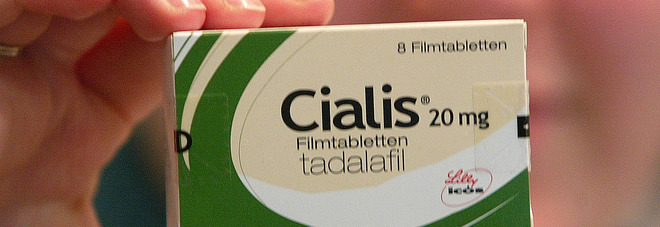 8 Filmtabletten
Cialis® 20 mg
Filmtabletten
tadalafil
D
Lilly
icos